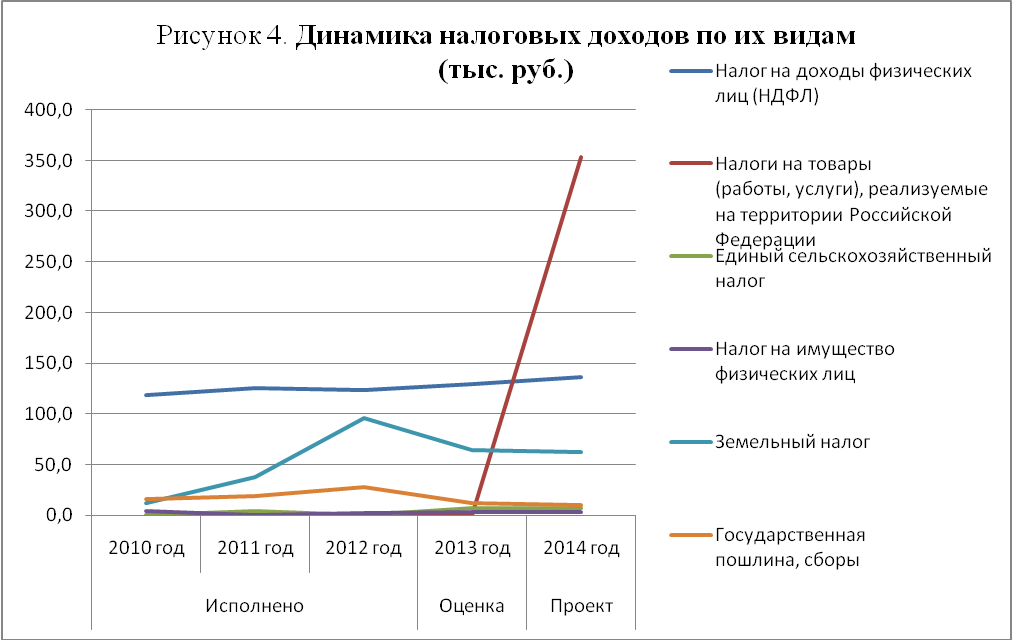 Рисунок 4. Динамика налоговых доходов по их видам
(тыс. руб.)
400,0
350,0
300,0
250,0
200,0
150,0
100,0
50,0
0,0
2010 год
2011 год
2012 год
2013 год
2014 год
Исполнено
Оценка
Проект
Налог на доходы физических
лиц (НДФЛ)
Налоги на товары
(работы, услуги), реализуемые
на территории Российской
Федерации
Единый сельскохозяйственный
налог
Налог на имущество
физических лиц
Земельный налог
Государственная
пошлина, сборы